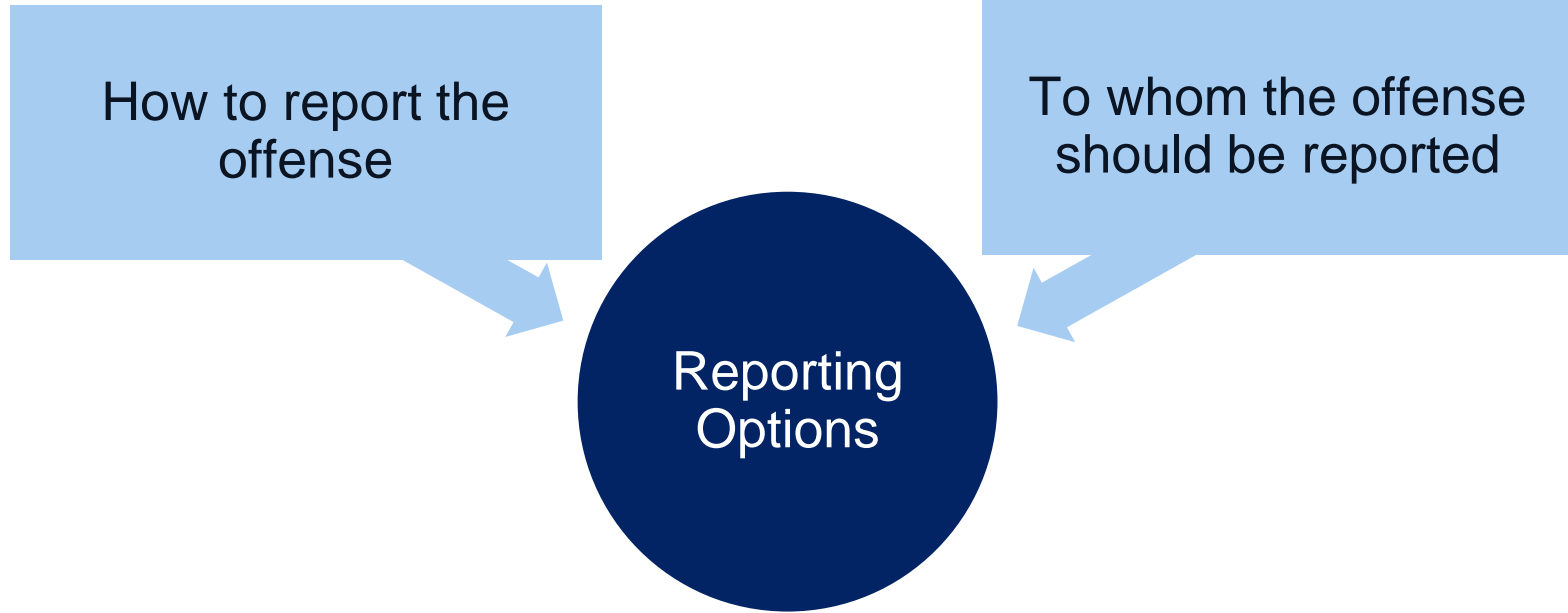 How to report the
offense
To whom the offense
should be reported
Reporting
Options